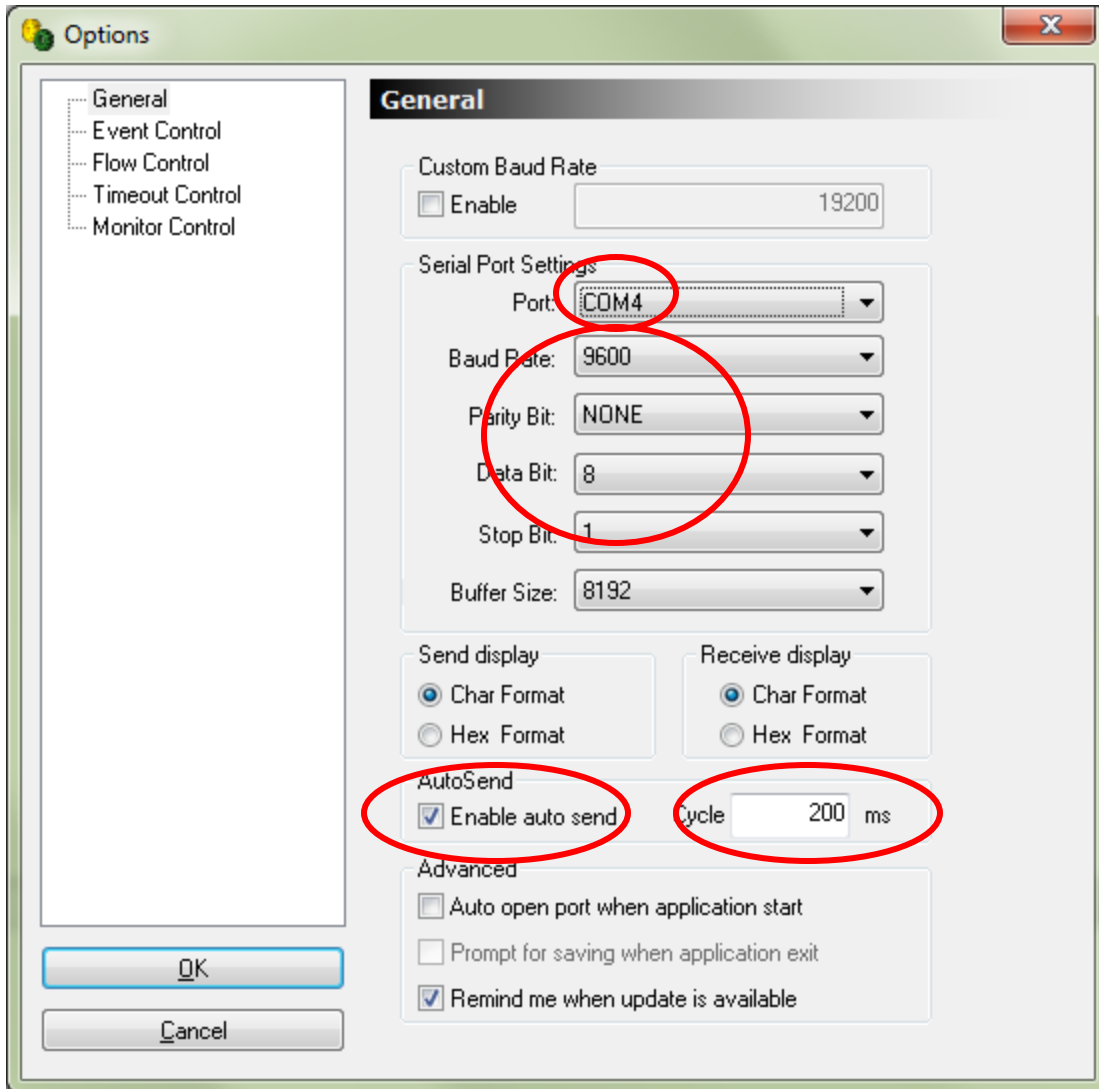 Options
General
Event Control
Flow Control
Timeout Control
Monitor Control
OK
Cancel
General
Custom Baud Rate
Enable 19200
Serial Port Settings
Port: COM4
Baud Rate: 9600
Parity Bit: NONE
Data Bit: 8
Stop Bit: 1
Buffer Size: 8192
Send display Receive display
Char Format Char Format
Hex Format Hex Format
AutoSend
Enable auto send Cycle 200 ms
Advanced
Auto open port when application start
Prompt for saving when application exit
Remind me when update is available